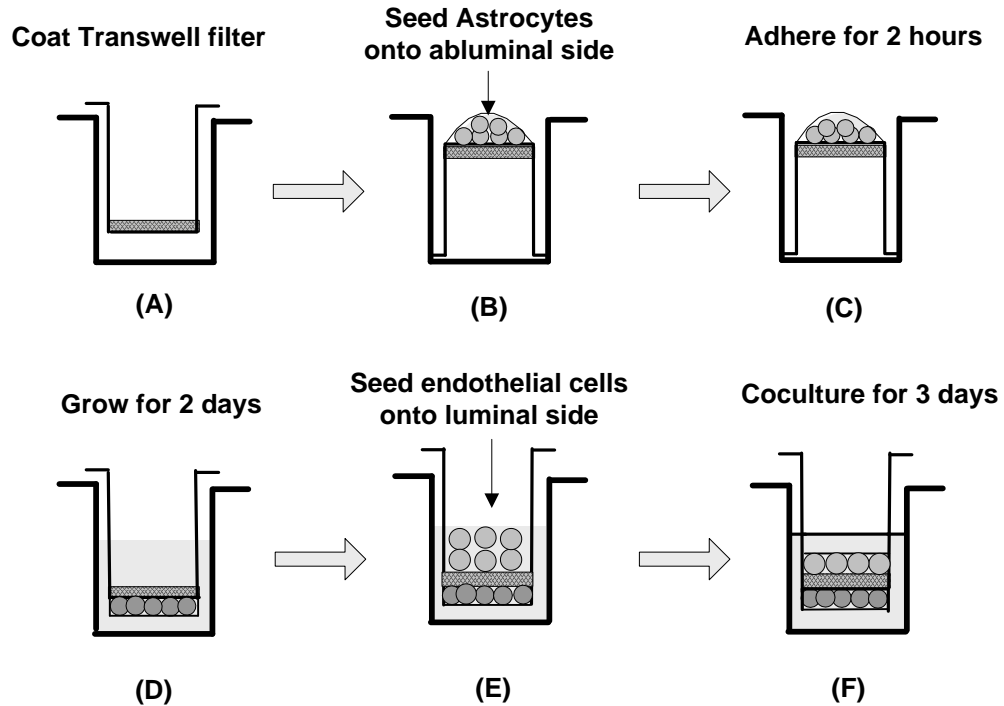 Coat Transwell filter
Seed Astrocytes
onto abluminal side
Adhere for 2 hours
(A)
(B)
(C)
Grow for 2 days
Seed endothelial cells
onto luminal side
Coculture for 3 days
(D)
(E)
(F)